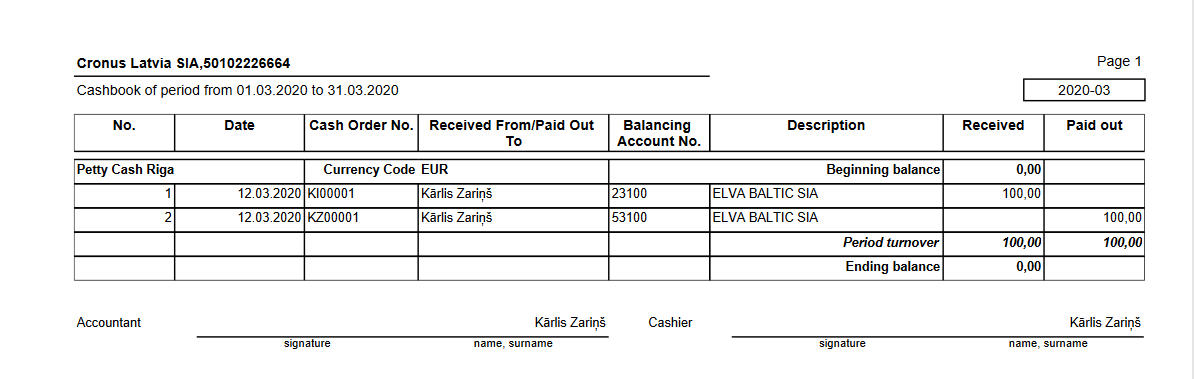 Cronus Latvia SIA,50102226664
Page 1
Cashbook of period from 01.03.2020 to 31.03.2020
2020-03
No. Date Cash Order No. Received From/Paid Out To Balancing Account No. Description Received Paid out
Petty Cash Riga Currency Code EUR Beginning balance 0,00
1 12.03.2020 KI00001 Kārlis Zariņš 23100 ELVA BALTIC SIA 100,00
2 12.03.2020 KZ00001 Kārlis Zariņš 53100 ELVA BALTIC SIA 100,00
Period turnover 100,00 100,00
Ending balance 0,00
Accountant Kārlis Zariņš Cashier Kārlis Zariņš
signature name, surname signature name, surname